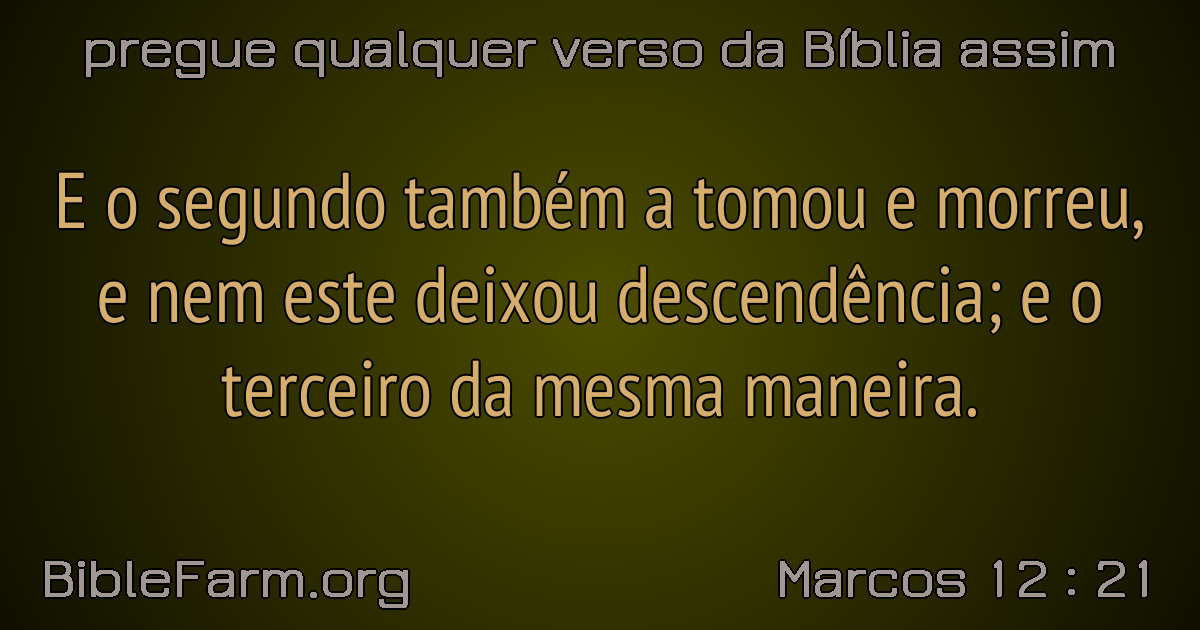 pregue qualquer verso da Bíblia assim
E o segundo também a tomou e morreu,
e nem este deixou descendência; e o
terceiro da mesma maneira.
BibleFarm.org
Marcos 12 : 21